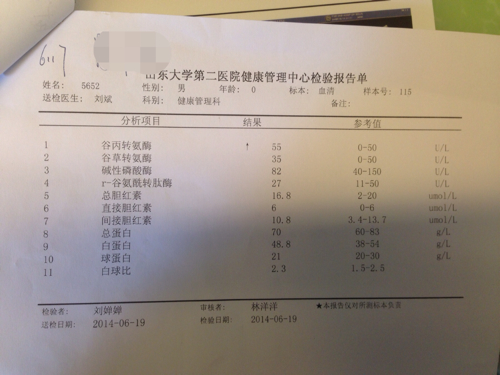 6117
山东大学第二医院健康管理中心检验报告单
姓名: 5652 性别: 男 年龄: 0 标本: 血清 样本号: 115
送检医生: 刘斌 科别: 健康管理科 备注:
分析项目 结果 参考值
1 谷丙转氨酶 ↑ 55 0-50 U/L
2 谷草转氨酶 35 0-50 U/L
3 碱性磷酸酶 82 40-150 U/L
4 r-谷氨酰转肽酶 27 11-50 U/L
5 总胆红素 16.8 2-20 umol/L
6 直接胆红素 6 0-6 umol/L
7 间接胆红素 10.8 3.4-13.7 umol/L
8 总蛋白 70 60-83 g/L
9 白蛋白 48.8 38-54 g/L
10 球蛋白 21 20-30 g/L
11 白球比 2.3 1.5-2.5
检验者: 刘婵婵 审核者: 林洋洋 ★本报告仅对所测标本负责
送检日期: 2014-06-19 检验日期: 2014-06-19